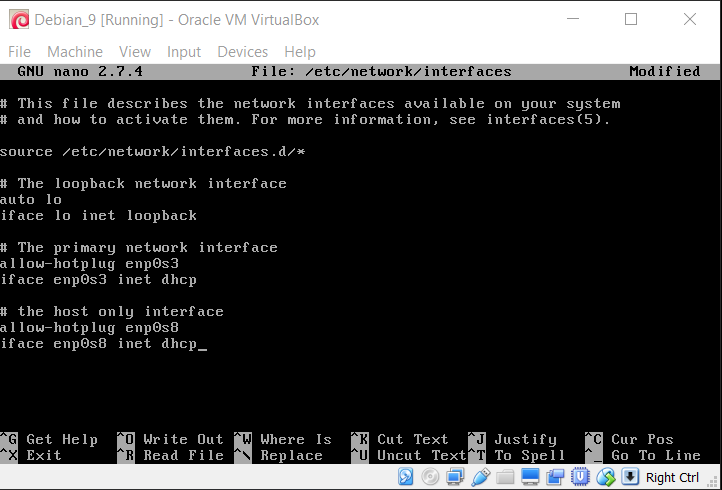 Debian_9 [Running] - Oracle VM VirtualBox
File Machine View Input Devices Help
GNU nano 2.7.4 File: /etc/network/interfaces Modified
# This file describes the network interfaces available on your system
# and how to activate them. For more information, see interfaces(5).
source /etc/network/interfaces.d/*
# The loopback network interface
auto lo
iface lo inet loopback
# The primary network interface
allow-hotplug enp0s3
iface enp0s3 inet dhcp
# the host only interface
allow-hotplug enp0s8
iface enp0s8 inet dhcp_
^G Get Help ^O Write Out ^W Where Is ^K Cut Text ^J Justify ^C Cur Pos
^X Exit ^R Read File ^\ Replace ^U Uncut Text ^T To Spell ^_ Go To Line
Right Ctrl